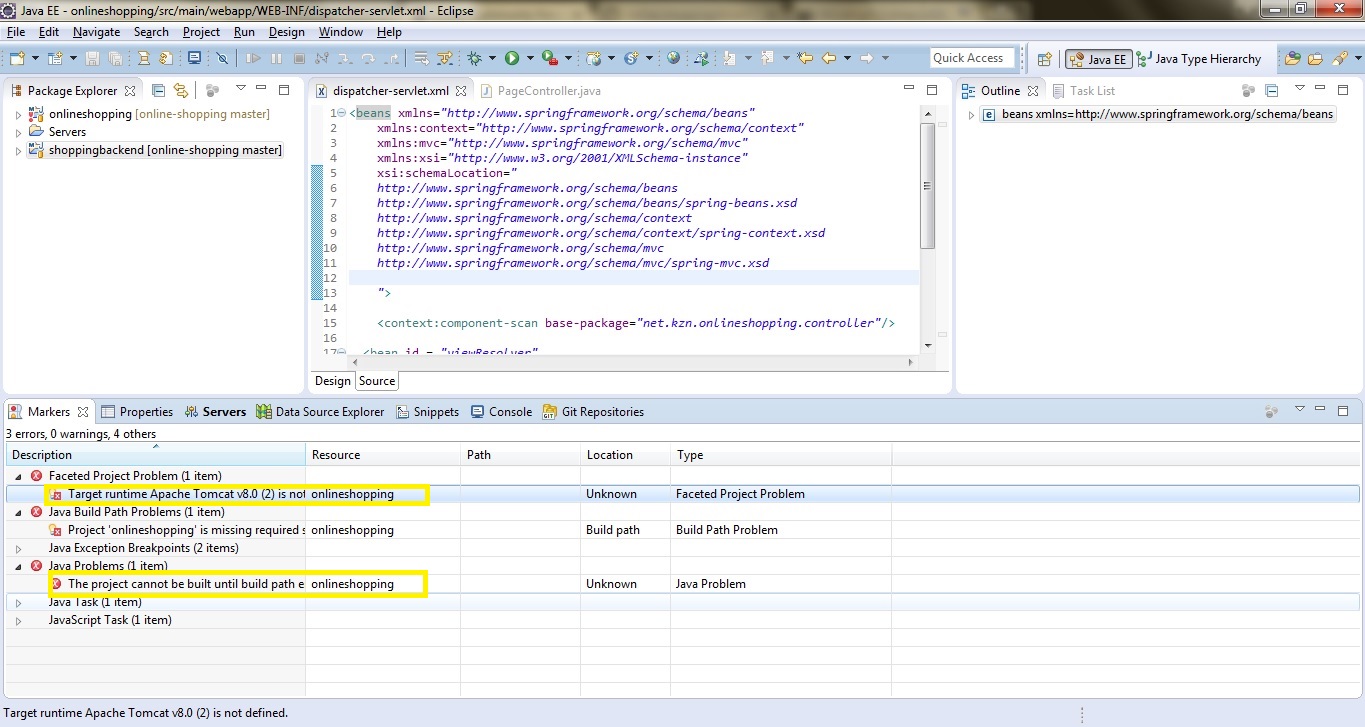 Java EE - onlineshopping/src/main/webapp/WEB-INF/dispatcher-servlet.xml - Eclipse
File Edit Navigate Search Project Run Design Window Help
Quick Access Java EE Java Type Hierarchy
Package Explorer
onlineshopping [online-shopping master]
Servers
shoppingbackend [online-shopping master]
dispatcher-servlet.xml PageController.java
1 <beans xmlns="http://www.springframework.org/schema/beans"
2 xmlns:context="http://www.springframework.org/schema/context"
3 xmlns:mvc="http://www.springframework.org/schema/mvc"
4 xmlns:xsi="http://www.w3.org/2001/XMLSchema-instance"
5 xsi:schemaLocation="
6 http://www.springframework.org/schema/beans
7 http://www.springframework.org/schema/beans/spring-beans.xsd
8 http://www.springframework.org/schema/context
9 http://www.springframework.org/schema/context/spring-context.xsd
10 http://www.springframework.org/schema/mvc
11 http://www.springframework.org/schema/mvc/spring-mvc.xsd
12
13 ">
14
15 <context:component-scan base-package="net.kzn.onlineshopping.controller"/>
16
17 <bean id = "viewResolver"
Design Source
Outline Task List
beans xmlns=http://www.springframework.org/schema/beans
Markers Properties Servers Data Source Explorer Snippets Console Git Repositories
3 errors, 0 warnings, 4 others
Description Resource Path Location Type
Faceted Project Problem (1 item)
Target runtime Apache Tomcat v8.0 (2) is not onlineshopping Unknown Faceted Project Problem
Java Build Path Problems (1 item)
Project 'onlineshopping' is missing required s onlineshopping Build path Build Path Problem
Java Exception Breakpoints (2 items)
Java Problems (1 item)
The project cannot be built until build path e onlineshopping Unknown Java Problem
Java Task (1 item)
JavaScript Task (1 item)
Target runtime Apache Tomcat v8.0 (2) is not defined.